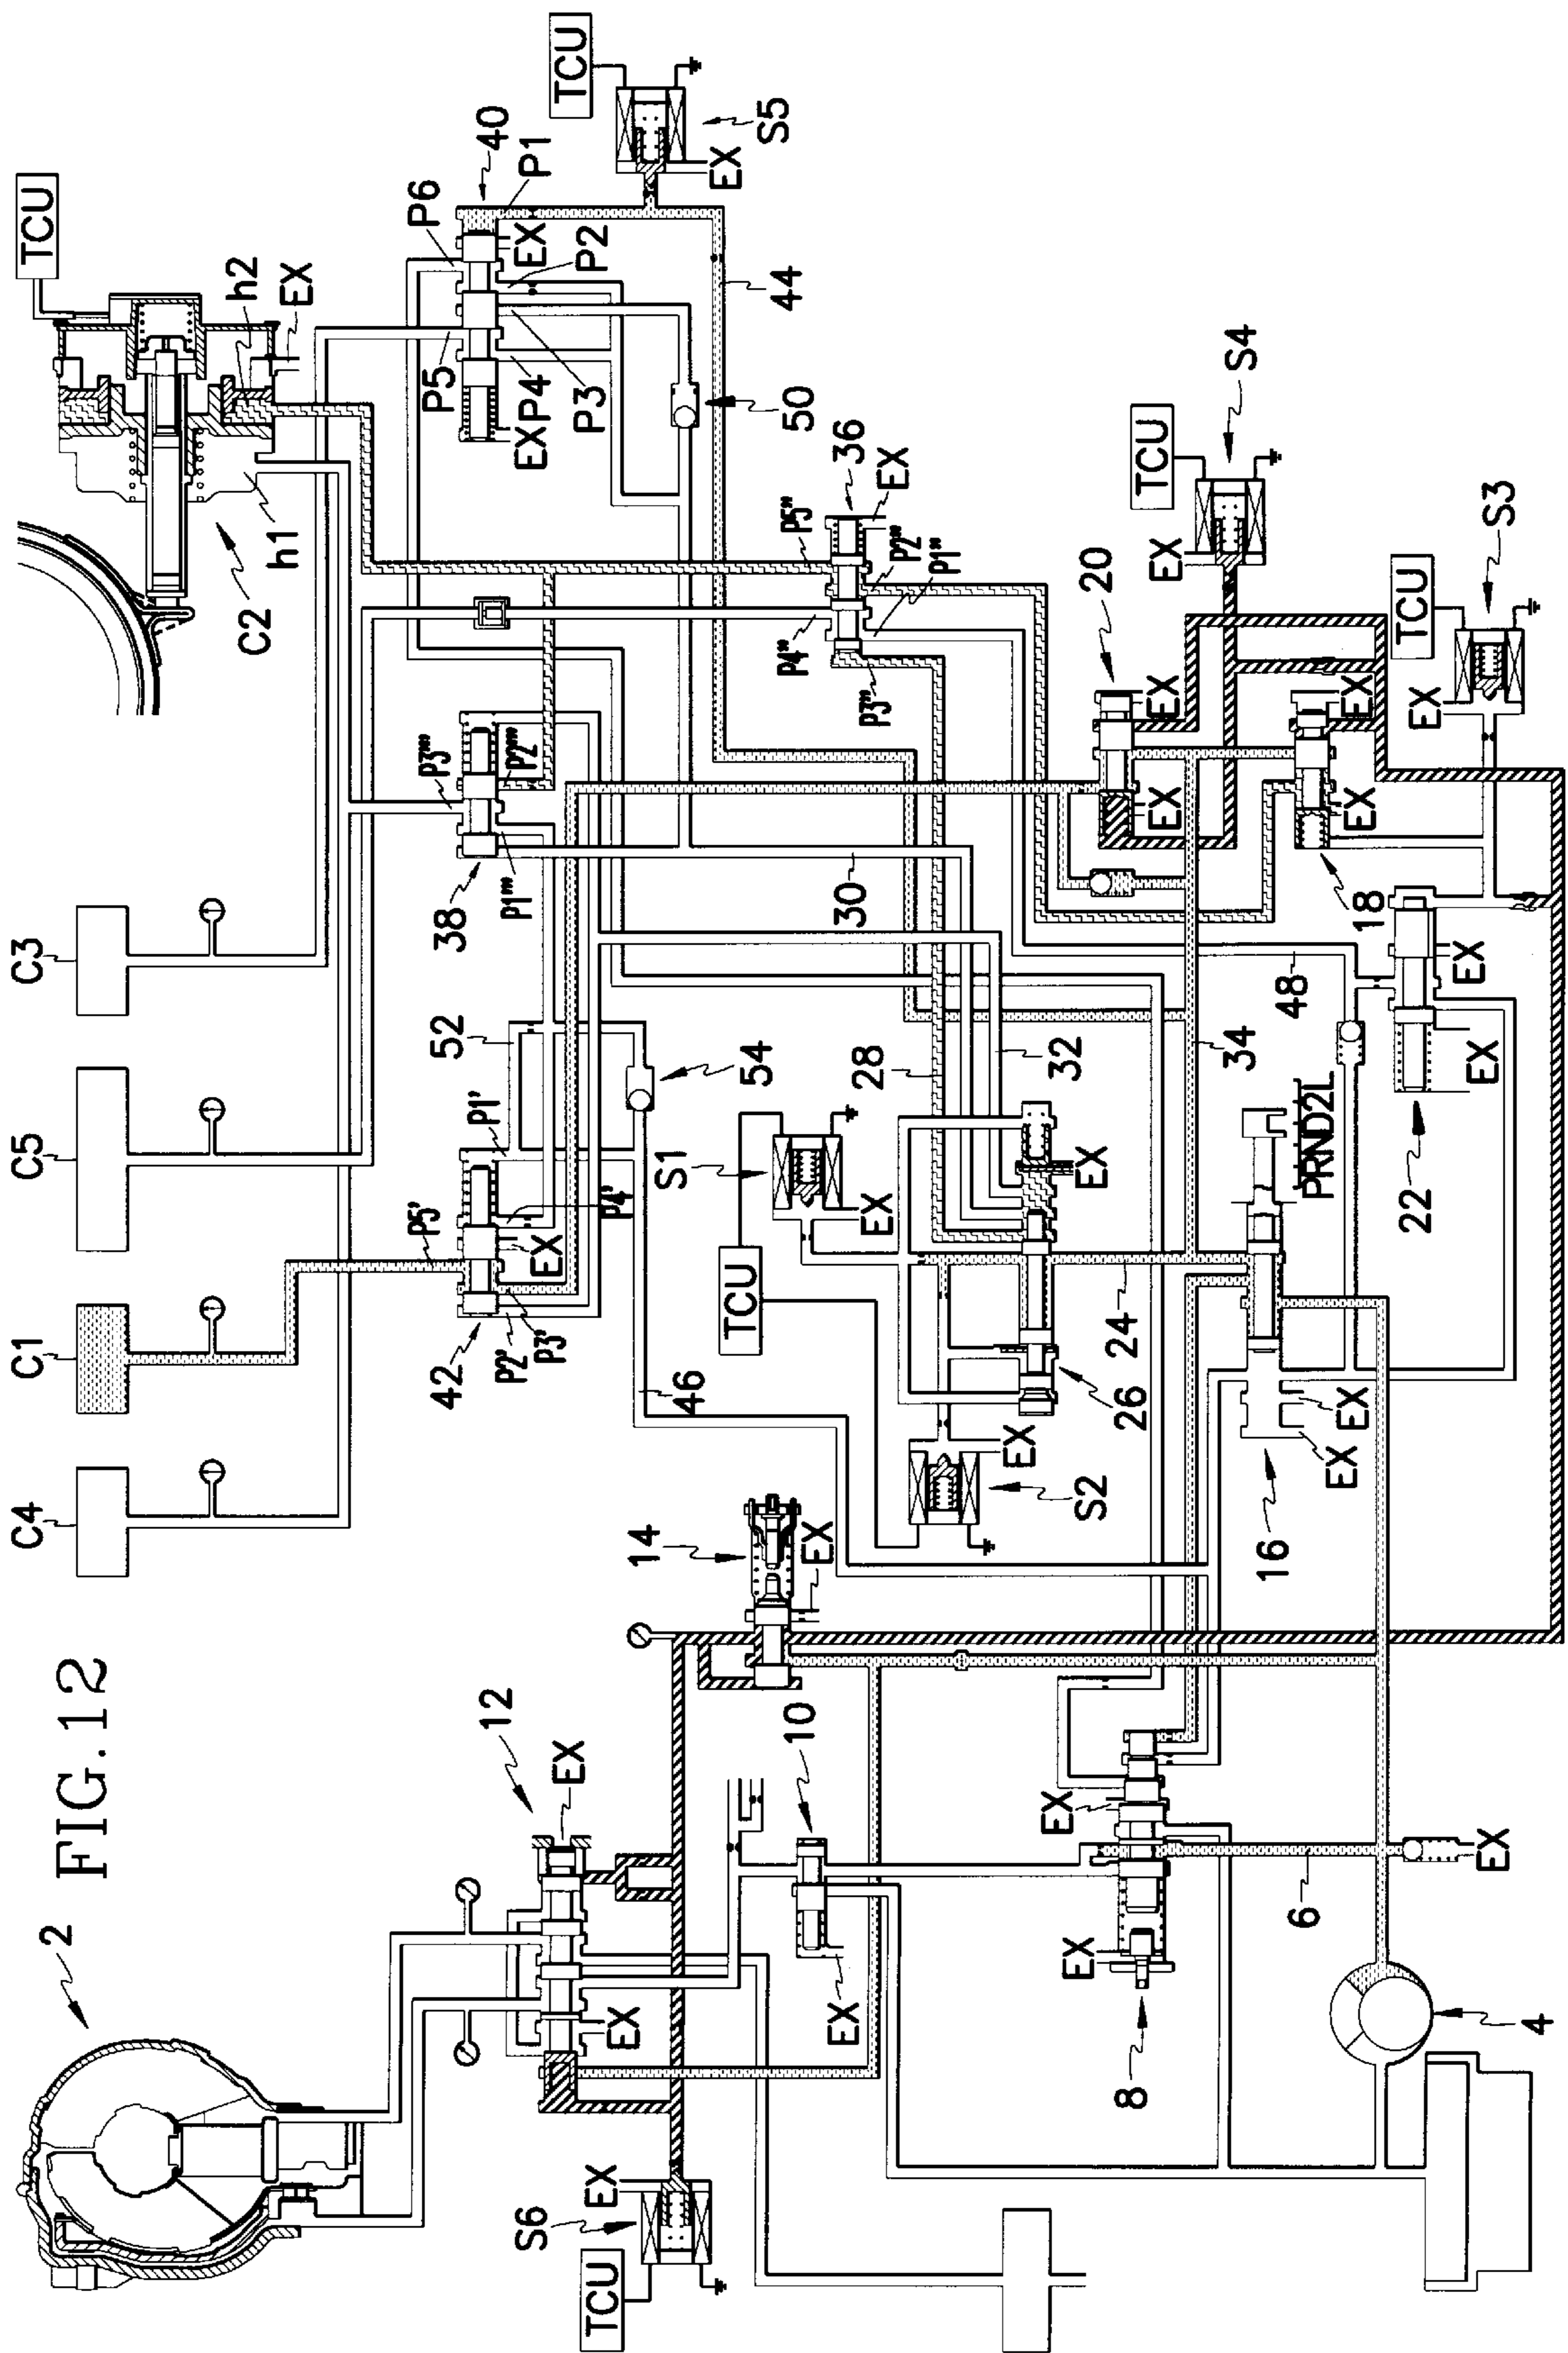 FIG.12
2
12
EX
EX
S6
EX
TCU
14
EX
10
EX
EX
EX
8
6
EX
4
C4
C1
C5
C3
P5'
P1'
42
P2'
P3'
P4'
EX
52
54
46
P3'''
P2'''
P1'''
38
TCU
h2
EX
h1
C2
P6
40
P1
EX
P2
P5
EXP4
P3
50
TCU
S5
EX
44
36
P5"
EX
P4"
P2"
P1"
P3"
30
28
32
S1
EX
TCU
EX
26
24
S2
EX
34
48
20
EX
EX
EX
EX
18
TCU
S4
EX
TCU
S3
EX
PRND2L
16
EX
EX
22
EX
EX